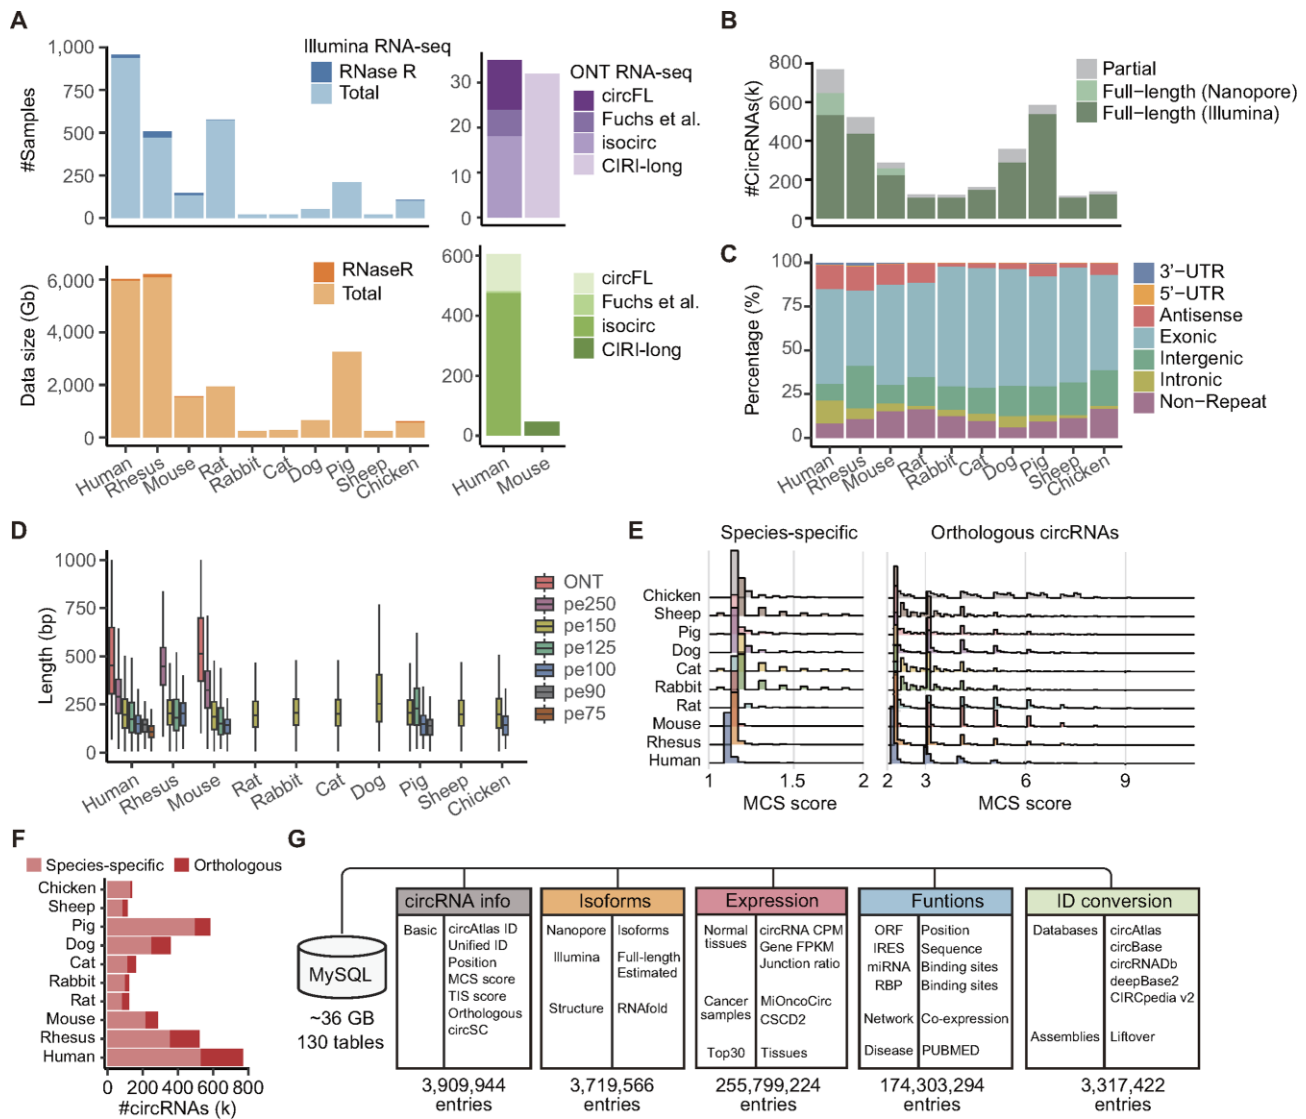 A
Illumina RNA-seq
RNase R
Total
#Samples
1,000
750
500
250
0
ONT RNA-seq
circFL
Fuchs et al.
isocirc
CIRI-long
30
20
10
0
RNaseR
Total
Data size (Gb)
6,000
4,000
2,000
0
Human
Rhesus
Mouse
Rat
Rabbit
Cat
Dog
Pig
Sheep
Chicken
circFL
Fuchs et al.
isocirc
CIRI-long
600
400
200
0
Human
Mouse
B
#CircRNAs(k)
800
600
400
200
0
Partial
Full-length (Nanopore)
Full-length (Illumina)
C
Percentage (%)
100
75
50
25
0
3'-UTR
5'-UTR
Antisense
Exonic
Intergenic
Intronic
Non-Repeat
Human
Rhesus
Mouse
Rat
Rabbit
Cat
Dog
Pig
Sheep
Chicken
D
Length (bp)
1000
750
500
250
0
ONT
pe250
pe150
pe125
pe100
pe90
pe75
Human
Rhesus
Mouse
Rat
Rabbit
Cat
Dog
Pig
Sheep
Chicken
E
Species-specific
Orthologous circRNAs
Chicken
Sheep
Pig
Dog
Cat
Rabbit
Rat
Mouse
Rhesus
Human
1
1.5
2
MCS score
2
3
6
9
MCS score
F
Species-specific
Orthologous
Chicken
Sheep
Pig
Dog
Cat
Rabbit
Rat
Mouse
Rhesus
Human
0 200 400 600 800
#circRNAs (k)
G
MySQL
~36 GB
130 tables
circRNA info
Basic
circAtlas ID
Unified ID
Position
MCS score
TIS score
Orthologous
circSC
3,909,944
entries
Isoforms
Nanopore
Isoforms
Illumina
Full-length
Estimated
Structure
RNAfold
3,719,566
entries
Expression
Normal
tissues
circRNA CPM
Gene FPKM
Junction ratio
Cancer
samples
MiOncoCirc
CSCD2
Top30
Tissues
255,799,224
entries
Funtions
ORF
Position
IRES
Sequence
miRNA
Binding sites
RBP
Binding sites
Network
Co-expression
Disease
PUBMED
174,303,294
entries
ID conversion
Databases
circAtlas
circBase
circRNADb
deepBase2
CIRCpedia v2
Assemblies
Liftover
3,317,422
entries